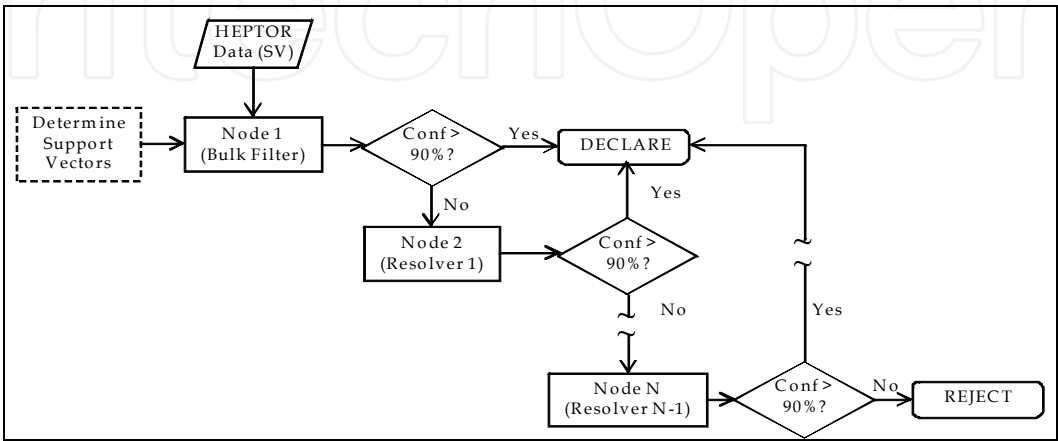 ntechOpen
HEPTOR
Data (SV)
Determine
Support
Vectors
Node 1
(Bulk Filter)
Conf >
90%?
Yes
DECLARE
No
Yes
Node 2
(Resolver 1)
Conf >
90%?
No
Yes
Node N
(Resolver N-1)
Conf >
90%?
No
REJECT